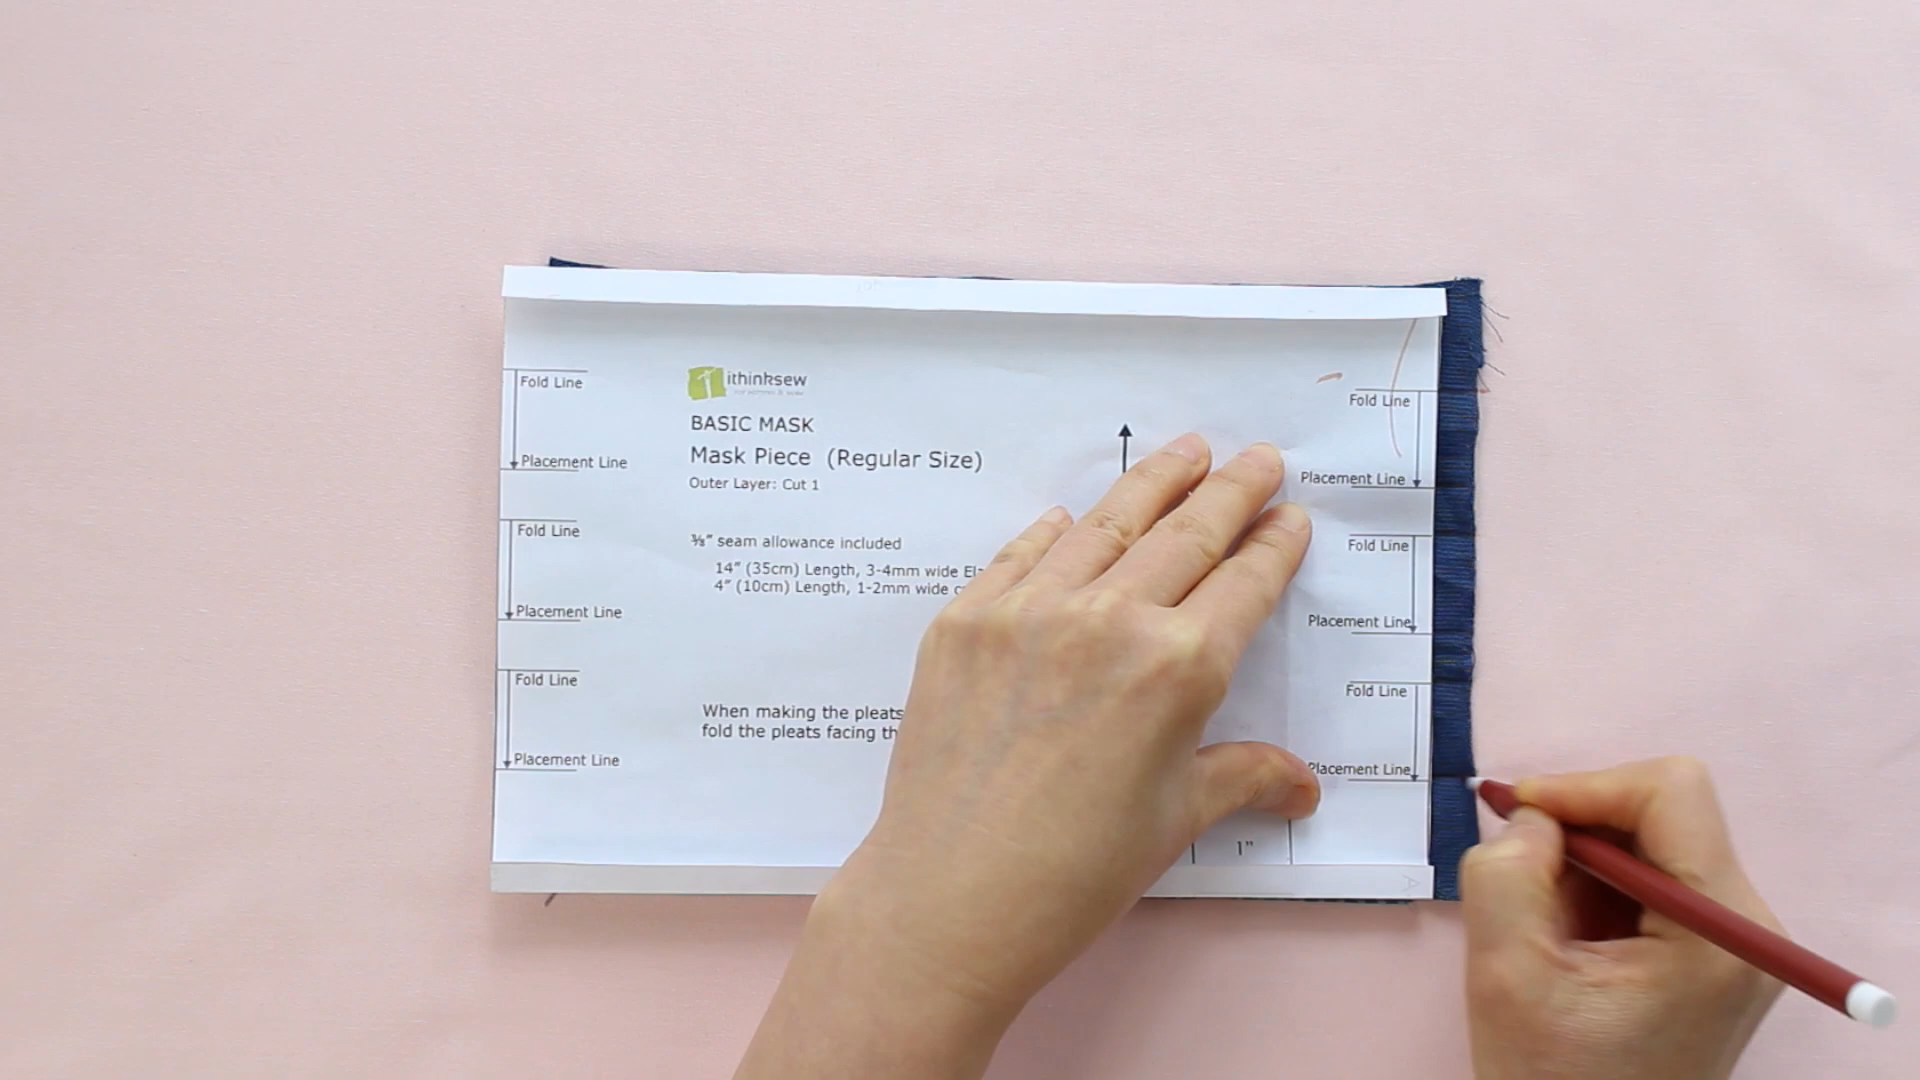 ithinksew
BASIC MASK
Mask Piece (Regular Size)
Outer Layer: Cut 1
⅜" seam allowance included
14" (35cm) Length, 3-4mm wide
4" (10cm) Length, 1-2mm wide
When making the pleats
fold the pleats facing
Fold Line
Placement Line
Fold Line
Placement Line
Fold Line
Placement Line
Fold Line
Placement Line
Fold Line
Placement Line
Fold Line
Placement Line
1"
A